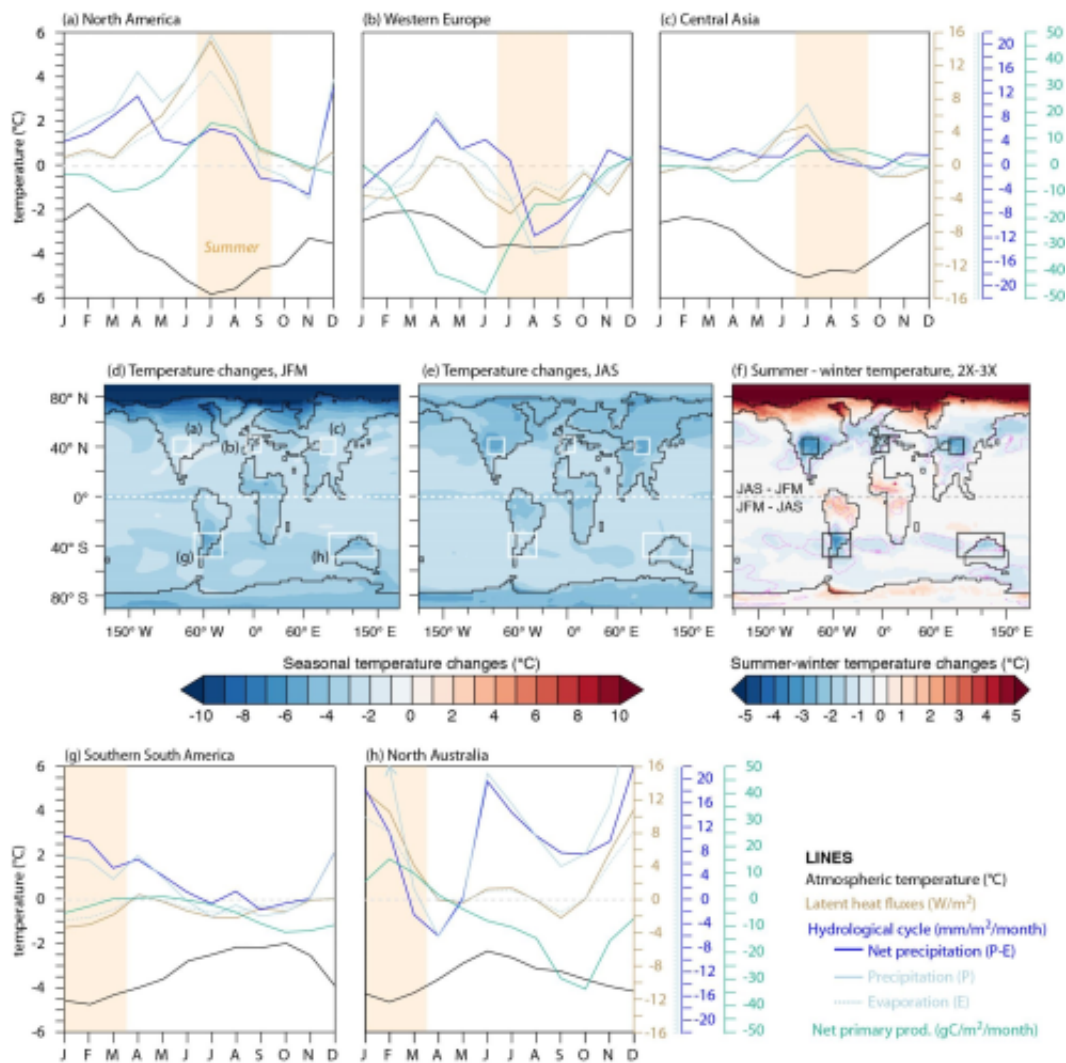 (a) North America
(b) Western Europe
(c) Central Asia
temperature (°C)
6
4
2
0
-2
-4
-6
Summer
J F M A M J J A S O N D
J F M A M J J A S O N D
J F M A M J J A S O N D
16
12
8
4
0
-4
-8
-12
-16
20
16
12
8
4
0
-4
-8
-12
-16
-20
50
40
30
20
10
0
-10
-20
-30
-40
-50
(d) Temperature changes, JFM
(e) Temperature changes, JAS
(f) Summer - winter temperature, 2X-3X
80° N
40° N
0°
40° S
80° S
(a)
(b)
(c)
(g)
(h)
JAS - JFM
JFM - JAS
150° W 60° W 0° 60° E 150° E
150° W 60° W 0° 60° E 150° E
150° W 60° W 0° 60° E 150° E
Seasonal temperature changes (°C)
-10 -8 -6 -4 -2 0 2 4 6 8 10
Summer-winter temperature changes (°C)
-5 -4 -3 -2 -1 0 1 2 3 4 5
(g) Southern South America
(h) North Australia
temperature (°C)
6
4
2
0
-2
-4
-6
J F M A M J J A S O N D
J F M A M J J A S O N D
16
12
8
4
0
-4
-8
-12
-16
20
16
12
8
4
0
-4
-8
-12
-16
-20
50
40
30
20
10
0
-10
-20
-30
-40
-50
LINES
Atmospheric temperature (°C)
Latent heat fluxes (W/m²)
Hydrological cycle (mm/m²/month)
Net precipitation (P-E)
Precipitation (P)
Evaporation (E)
Net primary prod. (gC/m²/month)